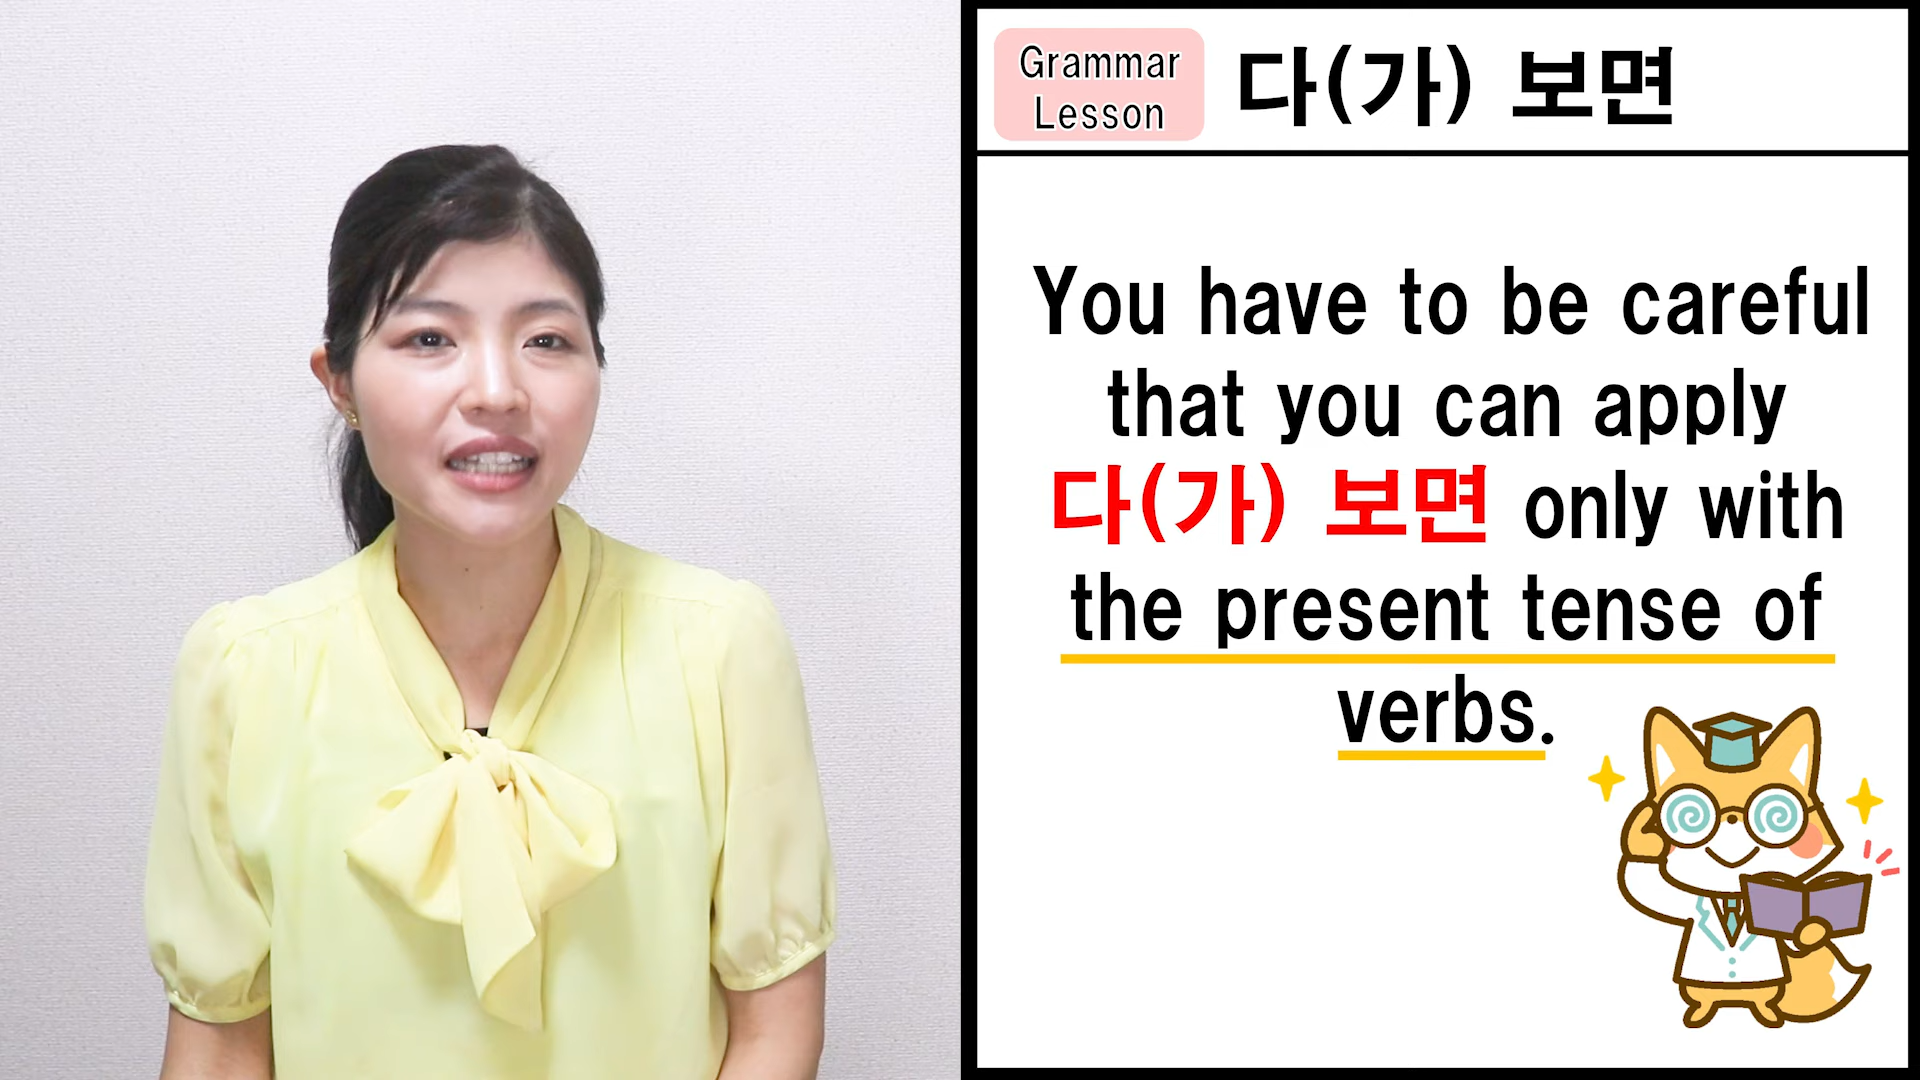 Grammar
Lesson
다(가) 보면
You have to be careful
that you can apply
다(가) 보면 only with
the present tense of
verbs.